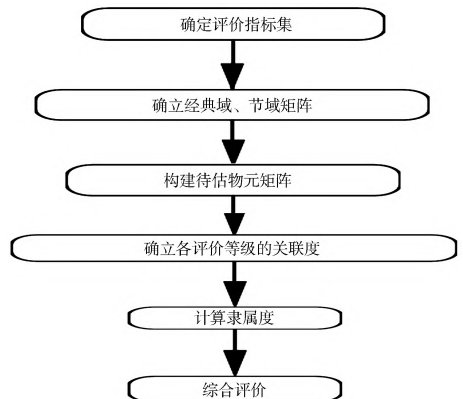 确定评价指标集
确立经典域、节域矩阵
构建待估物元矩阵
确立各评价等级的关联度
计算隶属度
综合评价